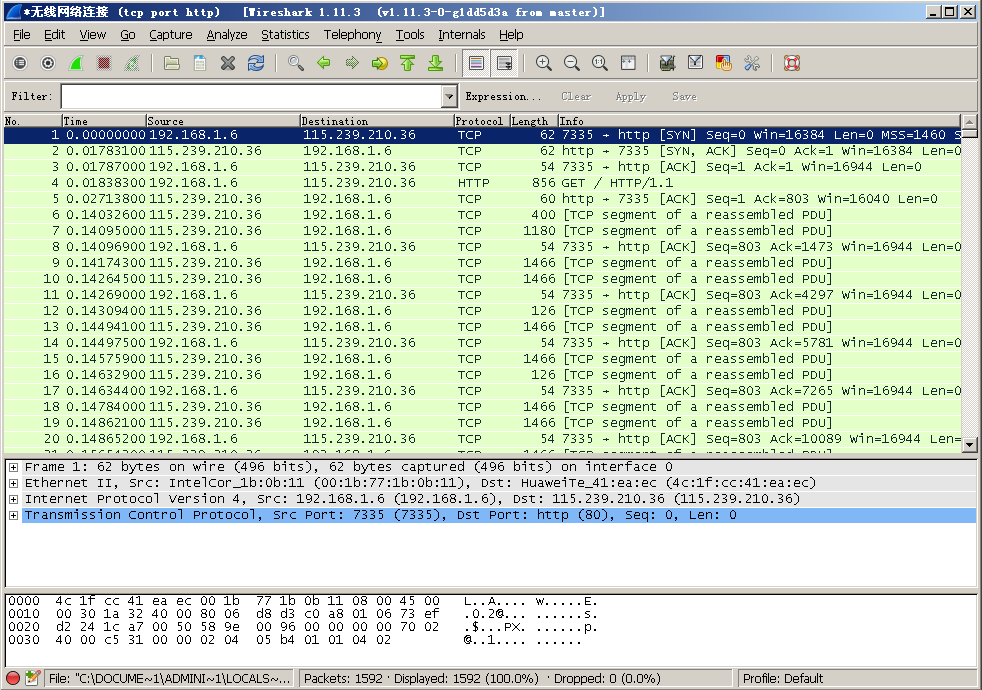 *无线网络连接 (tcp port http) [Wireshark 1.11.3 (v1.11.3-0-g1dd5d3a from master)]
File Edit View Go Capture Analyze Statistics Telephony Tools Internals Help
Filter: Expression... Clear Apply Save
No. Time Source Destination Protocol Length Info
1 0.00000000 192.168.1.6 115.239.210.36 TCP 62 7335 → http [SYN] Seq=0 Win=16384 Len=0 MSS=1460 S
2 0.01783100 115.239.210.36 192.168.1.6 TCP 62 http → 7335 [SYN, ACK] Seq=0 Ack=1 Win=16384 Len=0
3 0.01787000 192.168.1.6 115.239.210.36 TCP 54 7335 → http [ACK] Seq=1 Ack=1 Win=16944 Len=0
4 0.01838300 192.168.1.6 115.239.210.36 HTTP 856 GET / HTTP/1.1
5 0.02713800 115.239.210.36 192.168.1.6 TCP 60 http → 7335 [ACK] Seq=1 Ack=803 Win=16040 Len=0
6 0.14032600 115.239.210.36 192.168.1.6 TCP 400 [TCP segment of a reassembled PDU]
7 0.14095000 115.239.210.36 192.168.1.6 TCP 1180 [TCP segment of a reassembled PDU]
8 0.14096900 192.168.1.6 115.239.210.36 TCP 54 7335 → http [ACK] Seq=803 Ack=1473 Win=16944 Len=0
9 0.14174300 115.239.210.36 192.168.1.6 TCP 1466 [TCP segment of a reassembled PDU]
10 0.14264500 115.239.210.36 192.168.1.6 TCP 1466 [TCP segment of a reassembled PDU]
11 0.14269000 192.168.1.6 115.239.210.36 TCP 54 7335 → http [ACK] Seq=803 Ack=4297 Win=16944 Len=0
12 0.14309400 115.239.210.36 192.168.1.6 TCP 126 [TCP segment of a reassembled PDU]
13 0.14494100 115.239.210.36 192.168.1.6 TCP 1466 [TCP segment of a reassembled PDU]
14 0.14497500 192.168.1.6 115.239.210.36 TCP 54 7335 → http [ACK] Seq=803 Ack=5781 Win=16944 Len=0
15 0.14575900 115.239.210.36 192.168.1.6 TCP 1466 [TCP segment of a reassembled PDU]
16 0.14632900 115.239.210.36 192.168.1.6 TCP 126 [TCP segment of a reassembled PDU]
17 0.14634400 192.168.1.6 115.239.210.36 TCP 54 7335 → http [ACK] Seq=803 Ack=7265 Win=16944 Len=0
18 0.14784000 115.239.210.36 192.168.1.6 TCP 1466 [TCP segment of a reassembled PDU]
19 0.14862100 115.239.210.36 192.168.1.6 TCP 1466 [TCP segment of a reassembled PDU]
20 0.14865200 192.168.1.6 115.239.210.36 TCP 54 7335 → http [ACK] Seq=803 Ack=10089 Win=16944 Len=
Frame 1: 62 bytes on wire (496 bits), 62 bytes captured (496 bits) on interface 0
Ethernet II, Src: IntelCor_1b:0b:11 (00:1b:77:1b:0b:11), Dst: HuaweiTe_41:ea:ec (4c:1f:cc:41:ea:ec)
Internet Protocol Version 4, Src: 192.168.1.6 (192.168.1.6), Dst: 115.239.210.36 (115.239.210.36)
Transmission Control Protocol, Src Port: 7335 (7335), Dst Port: http (80), Seq: 0, Len: 0
0000 4c 1f cc 41 ea ec 00 1b 77 1b 0b 11 08 00 45 00 L..A.... w.....E.
0010 00 30 1a 32 40 00 80 06 d8 d3 c0 a8 01 06 73 ef .0.2@... ......s.
0020 d2 24 1c a7 00 50 58 9e 00 96 00 00 00 00 70 02 .$...PX. ......p.
0030 40 00 c5 31 00 00 02 04 05 b4 01 01 04 02 @..1.... ......
File: "C:\DOCUME~1\ADMINI~1\LOCALS~... Packets: 1592 · Displayed: 1592 (100.0%) · Dropped: 0 (0.0%) Profile: Default